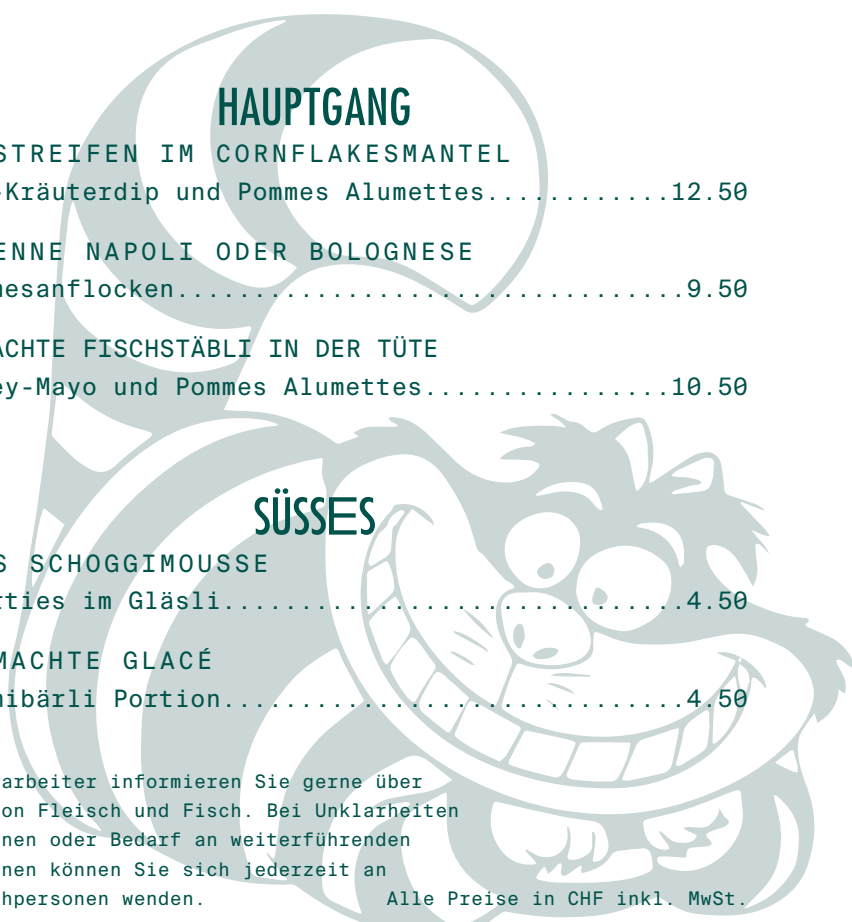 HAUPTGANG
STREIFEN IM CORNFLAKESMANTEL
-Kräuterdip und Pommes Alumettes............12.50
ENNE NAPOLI ODER BOLOGNESE
mesanflocken.................................9.50
ACHTE FISCHSTÄBLI IN DER TÜTE
ey-Mayo und Pommes Alumettes................10.50
SÜSSES
S SCHOGGIMOUSSE
rties im Gläsli..............................4.50
MACHTE GLACÉ
mibärli Portion..............................4.50
arbeiter informieren Sie gerne über
on Fleisch und Fisch. Bei Unklarheiten
nen oder Bedarf an weiterführenden
nen können Sie sich jederzeit an
hpersonen wenden. Alle Preise in CHF inkl. MwSt.